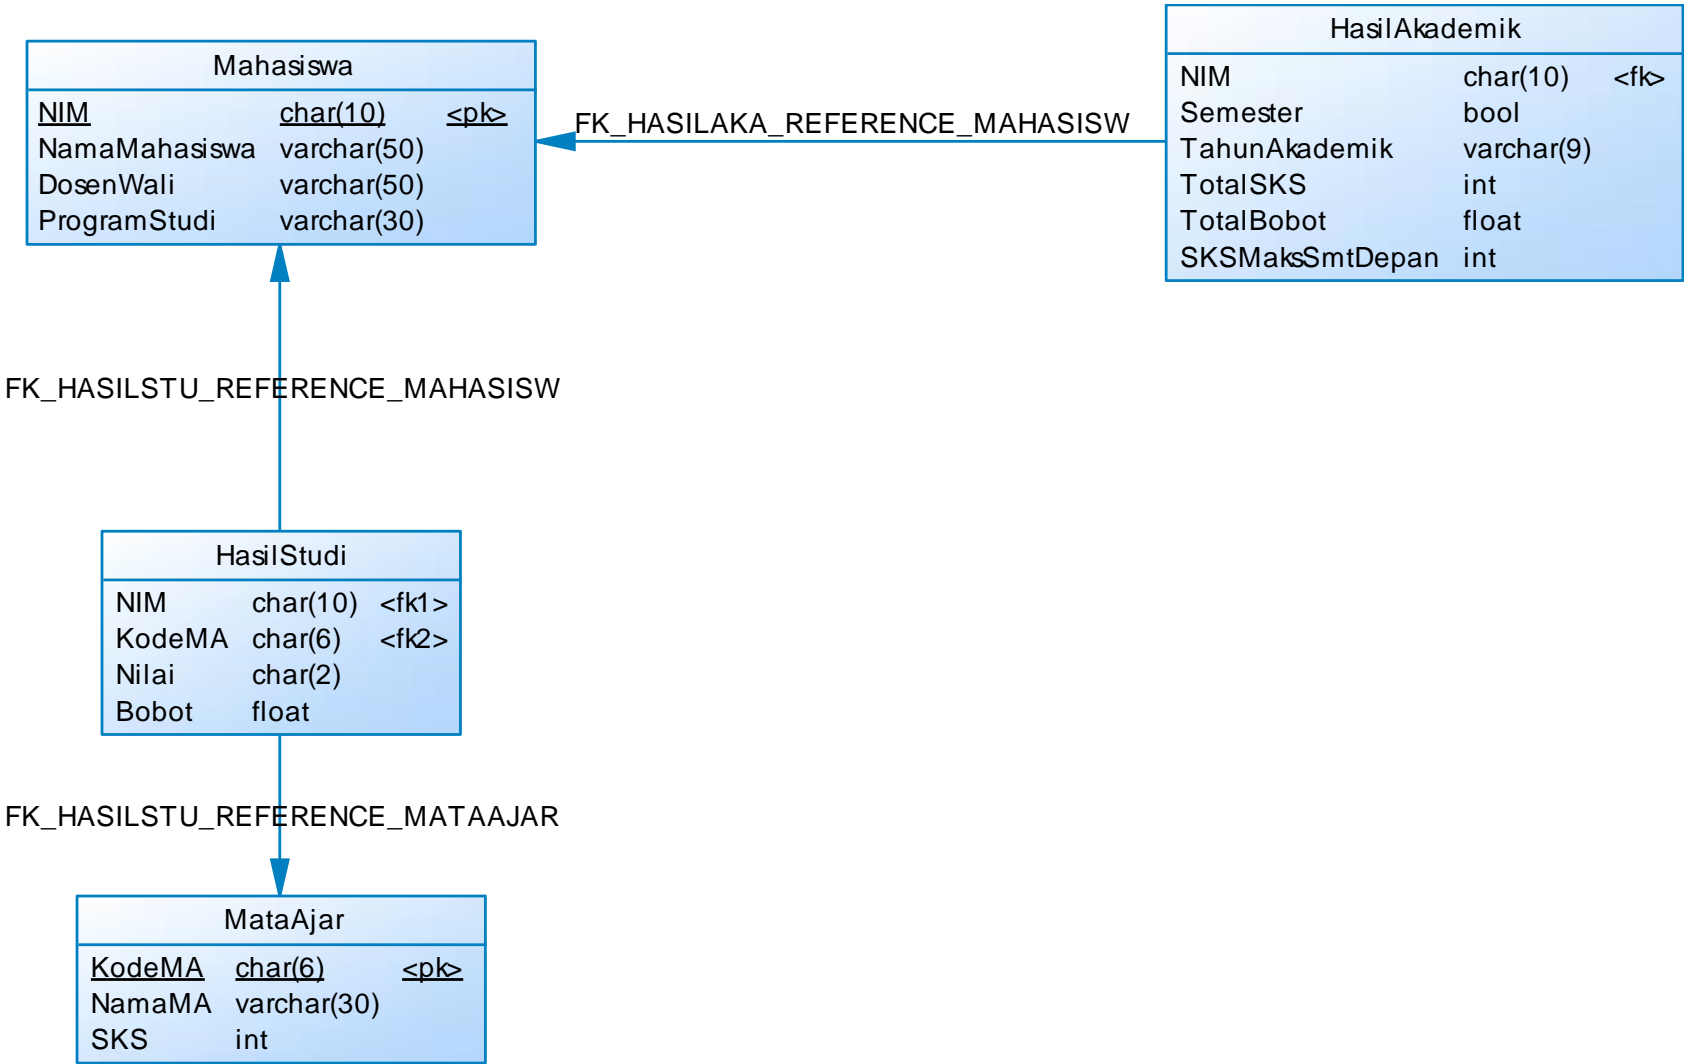 Mahasiswa
NIM char(10) <pk>
NamaMahasiswa varchar(50)
DosenWali varchar(50)
ProgramStudi varchar(30)
FK_HASILAKA_REFERENCE_MAHASISW
HasilAkademik
NIM char(10) <fk>
Semester bool
TahunAkademik varchar(9)
TotalSKS int
TotalBobot float
SKSMaksSmtDepan int
FK_HASILSTU_REFERENCE_MAHASISW
HasilStudi
NIM char(10) <fk1>
KodeMA char(6) <fk2>
Nilai char(2)
Bobot float
FK_HASILSTU_REFERENCE_MATAAJAR
MataAjar
KodeMA char(6) <pk>
NamaMA varchar(30)
SKS int